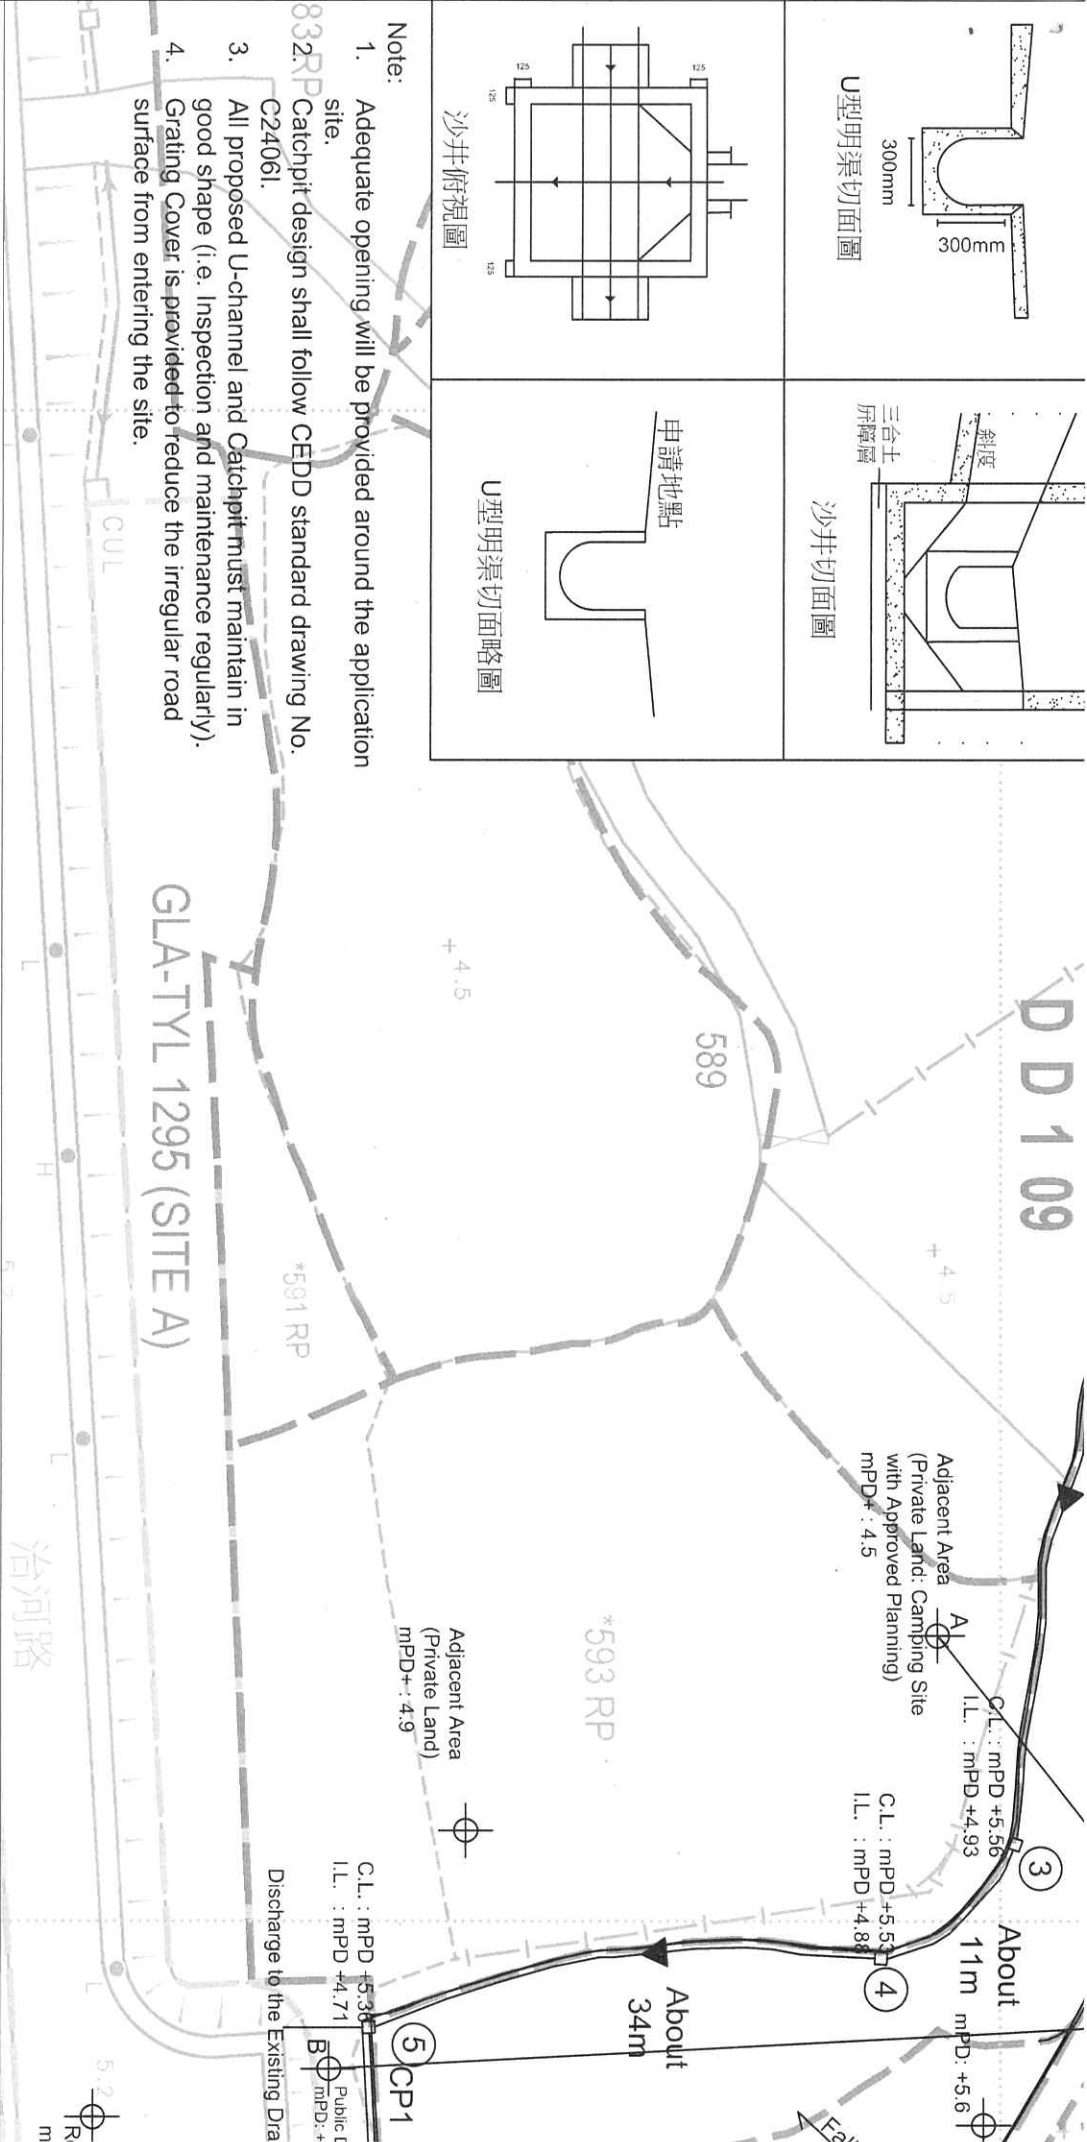 U型明渠切面圖
300mm
300mm
三合土
屏障層
斜度
沙井切面圖
125
125
125
125
沙井俯視圖
申請地點
U型明渠切面略圖
Note:
1. Adequate opening will be provided around the application
site.
2. Catchpit design shall follow CEDD standard drawing No.
C2406I.
3. All proposed U-channel and Catchpit must maintain in
good shape (i.e. Inspection and maintenance regularly).
4. Grating Cover is provided to reduce the irregular road
surface from entering the site.
83 RP
CUL
D D 1 09
589
+ 4.5
+ 4.5
GLA-TYL 1295 (SITE A)
*591 RP
*593 RP
L
H
L
L
治河路
Adjacent Area
(Private Land: Camping Site
with Approved Planning)
mPD+ : 4.5
A
Adjacent Area
(Private Land)
mPD+ : 4.9
C.L. : mPD +5.56
I.L. : mPD +4.93
3
About
11m
C.L. : mPD +5.53
I.L. : mPD +4.88
4
About
34m
mPD: +5.6
C.L. : mPD +5.36
I.L. : mPD +4.71
5
CP1
B
Discharge to the Existing Dra
Public D
mPD: +
5.2